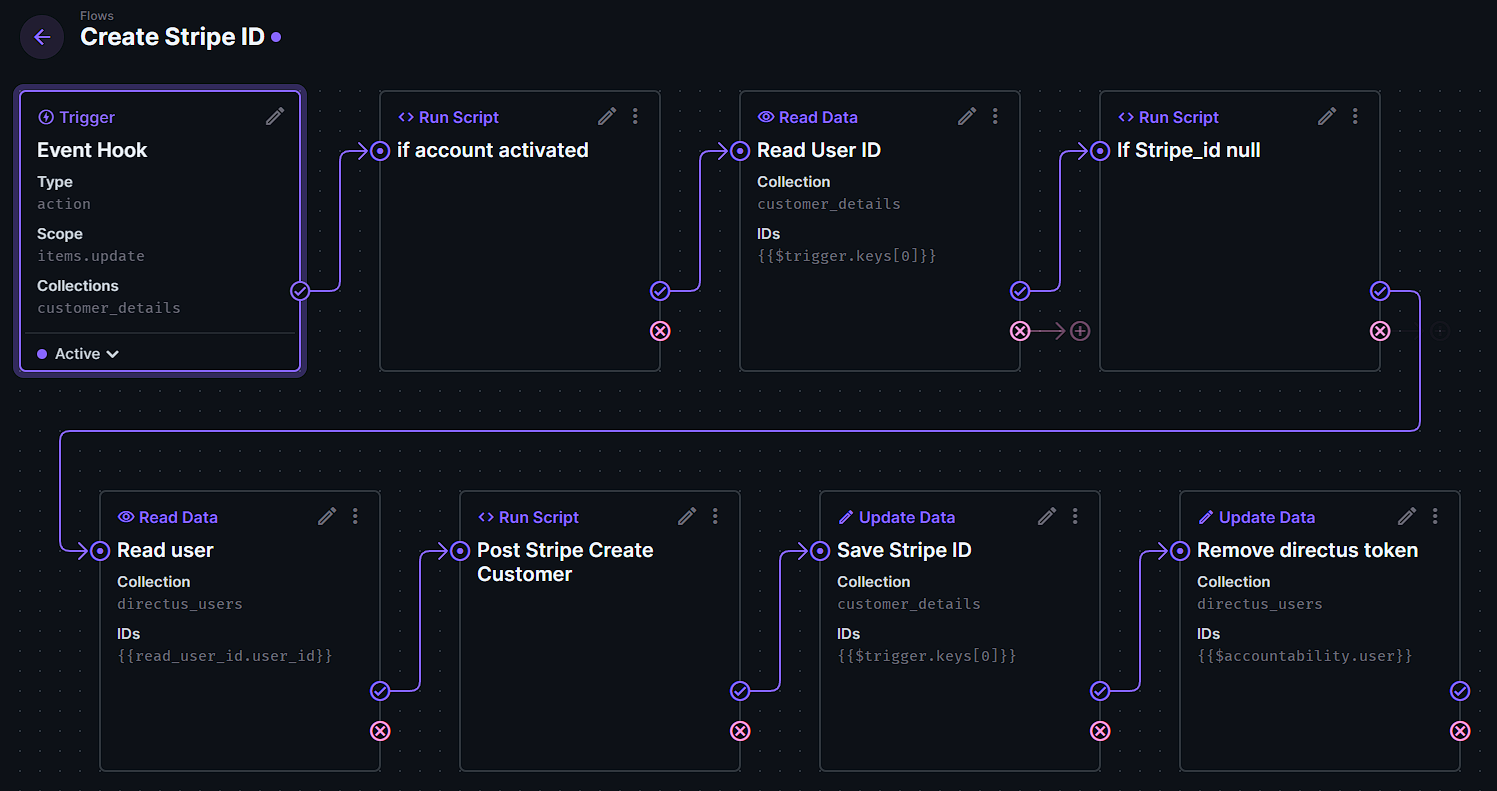 Flows
Create Stripe ID
Trigger
Event Hook
Type
action
Scope
items.update
Collections
customer_details
Active
Run Script
if account activated
Read Data
Read User ID
Collection
customer_details
IDs
{{$trigger.keys[0]}}
Run Script
If Stripe_id null
Read Data
Read user
Collection
directus_users
IDs
{{read_user_id.user_id}}
Run Script
Post Stripe Create
Customer
Update Data
Save Stripe ID
Collection
customer_details
IDs
{{$trigger.keys[0]}}
Update Data
Remove directus token
Collection
directus_users
IDs
{{$accountability.user}}